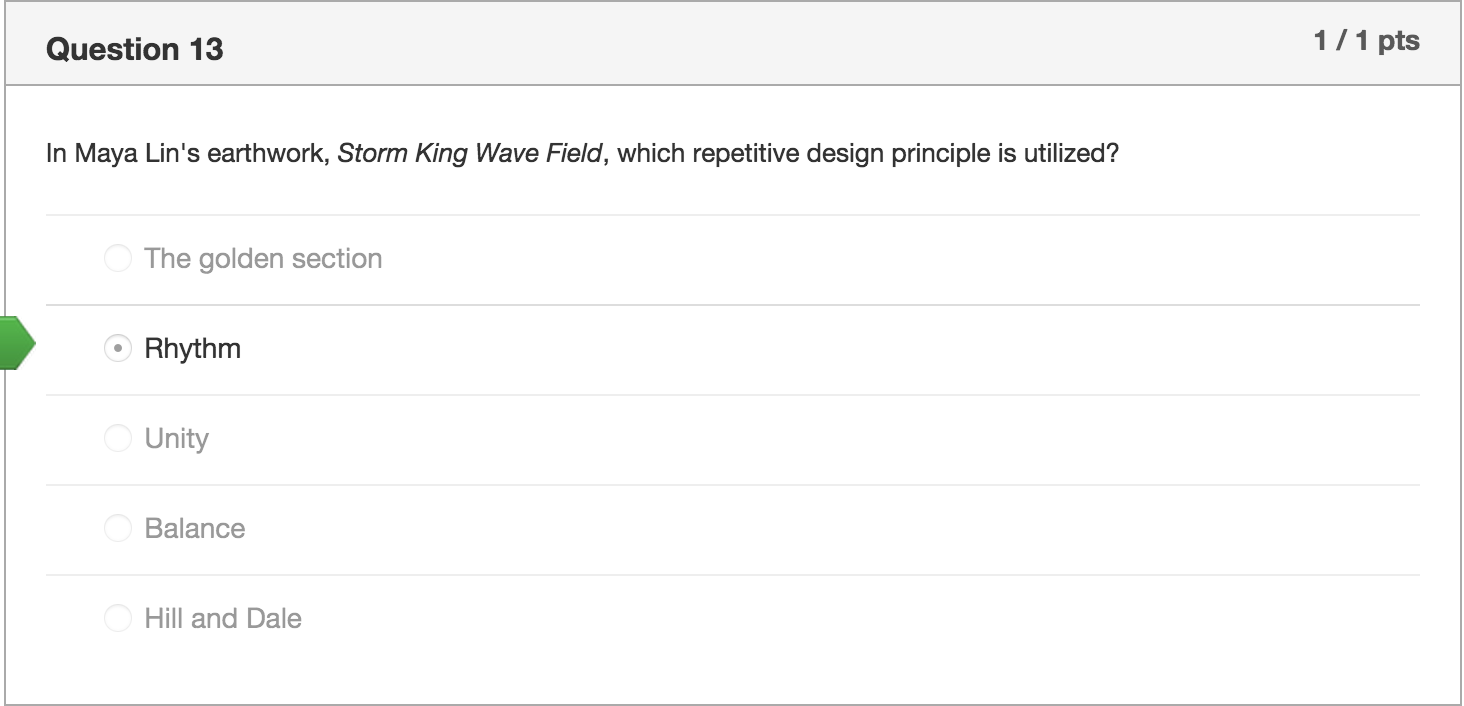 Question 13
1 / 1 pts
In Maya Lin's earthwork, Storm King Wave Field, which repetitive design principle is utilized?
The golden section
Rhythm
Unity
Balance
Hill and Dale